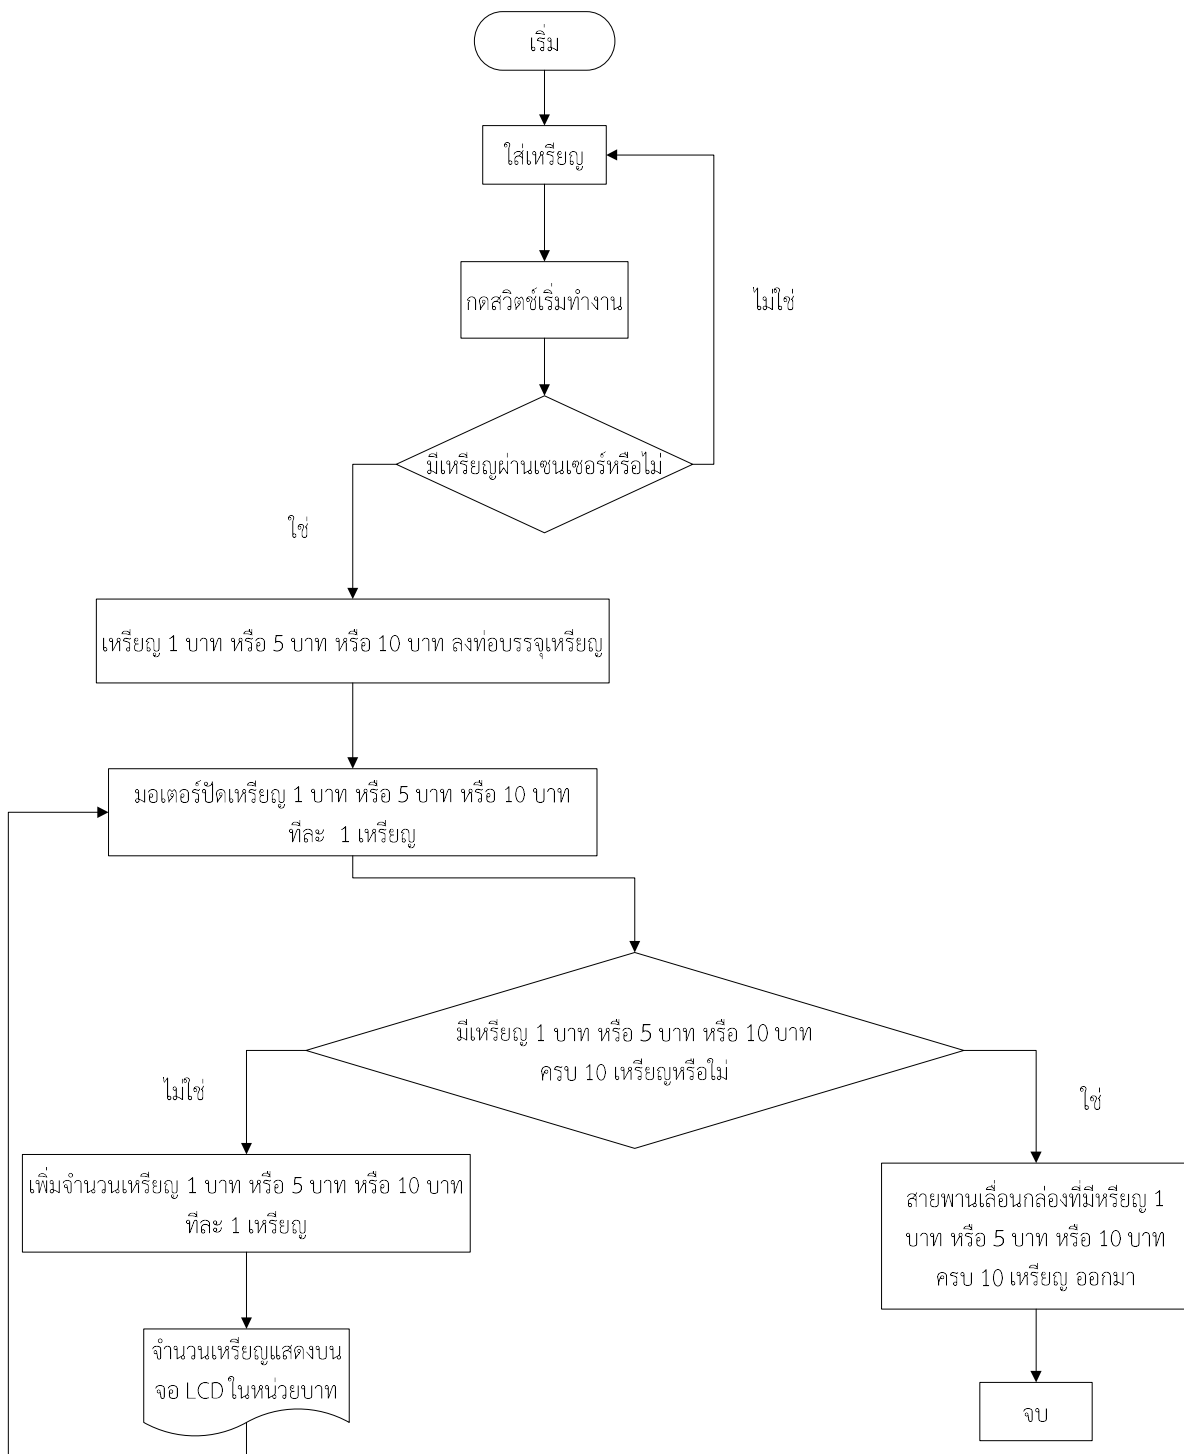 เริ่ม
ใส่เหรียญ
กดสวิตช์เริ่มทำงาน
ไม่ใช่
มีเหรียญผ่านเซนเซอร์หรือไม่
ใช่
เหรียญ 1 บาท หรือ 5 บาท หรือ 10 บาท ลงท่อบรรจุเหรียญ
มอเตอร์ปัดเหรียญ 1 บาท หรือ 5 บาท หรือ 10 บาท
ทีละ 1 เหรียญ
มีเหรียญ 1 บาท หรือ 5 บาท หรือ 10 บาท
ครบ 10 เหรียญหรือใม่
ไม่ใช่
ใช่
เพิ่มจำนวนเหรียญ 1 บาท หรือ 5 บาท หรือ 10 บาท
ทีละ 1 เหรียญ
สายพานเลื่อนกล่องที่มีหรียญ 1
บาท หรือ 5 บาท หรือ 10 บาท
ครบ 10 เหรียญ ออกมา
จำนวนเหรียญแสดงบน
จอ LCD ในหน่วยบาท
จบ